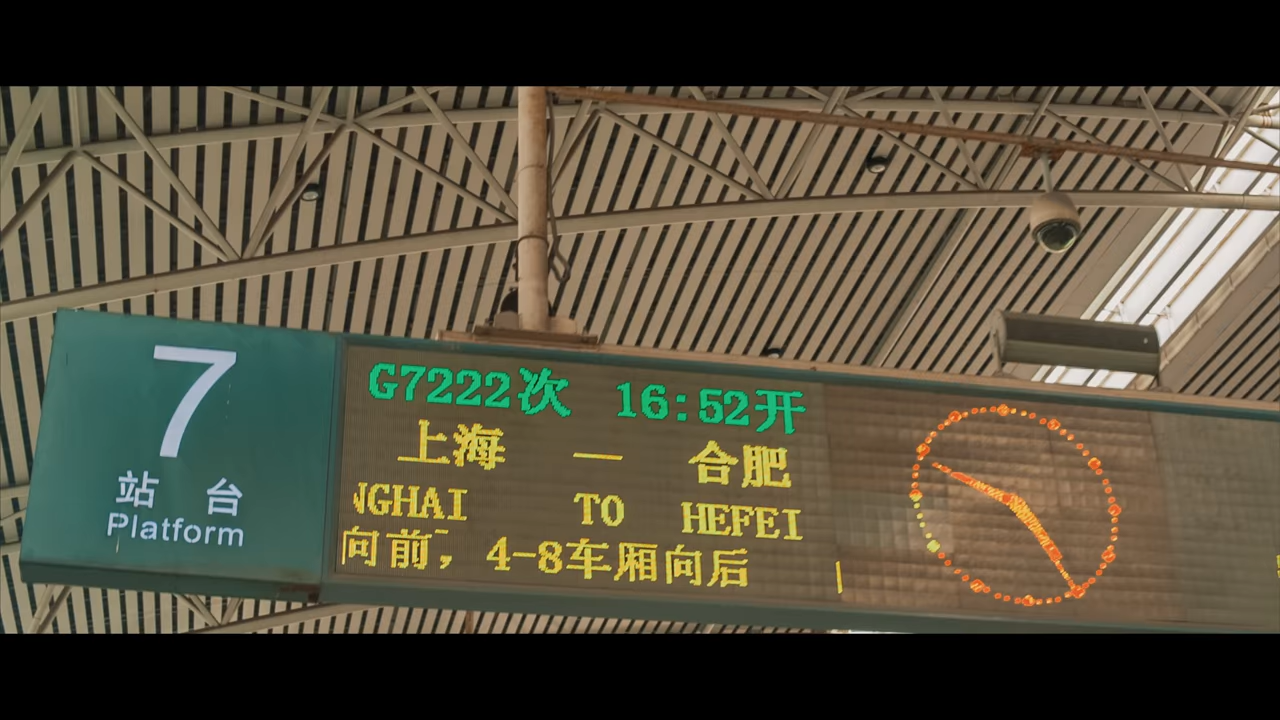 7
站 台
Platform
G7222次 16:52开
上海 — 合肥
NGHAI TO HEFEI
向前，4-8车厢向后